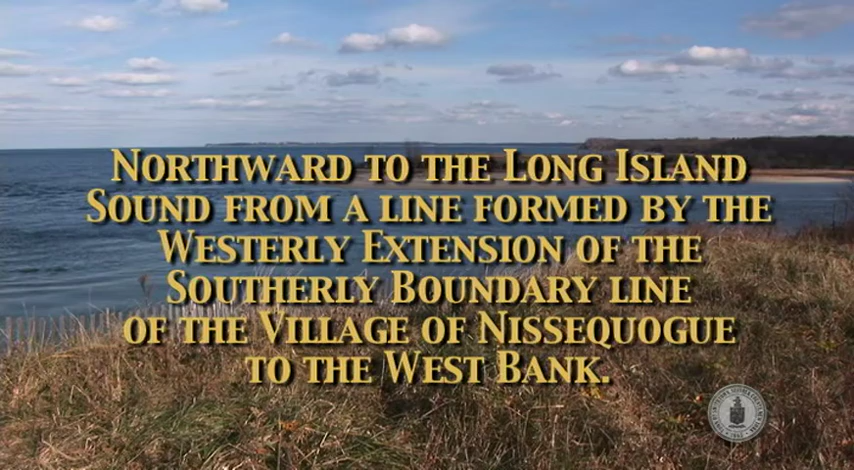 Northward to the Long Island
Sound from a line formed by the
Westerly Extension of the
Southerly Boundary line
of the Village of Nissequogue
to the West Bank.